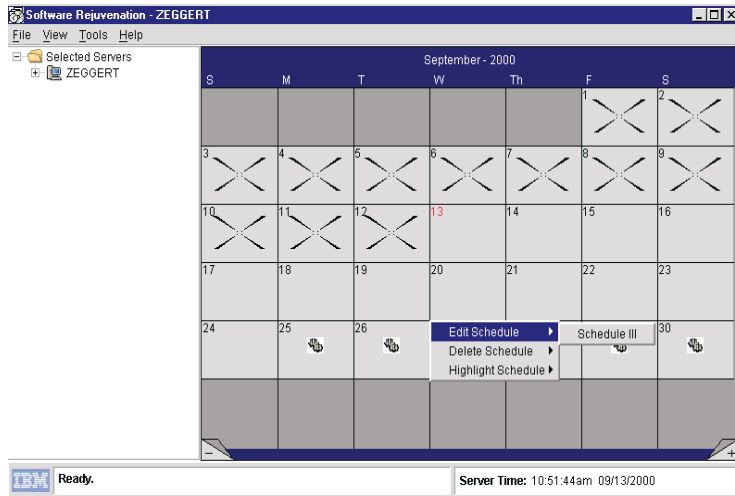 Software Rejuvenation - ZEGGERT
File View Tools Help
Selected Servers
ZEGGERT
September - 2000
S M T W Th F S
1 2
3 4 5 6 7 8 9
10 11 12 13 14 15 16
17 18 19 20 21 22 23
24 25 26 30
Edit Schedule
Schedule III
Delete Schedule
Highlight Schedule
− +
IBM Ready. Server Time: 10:51:44am 09/13/2000